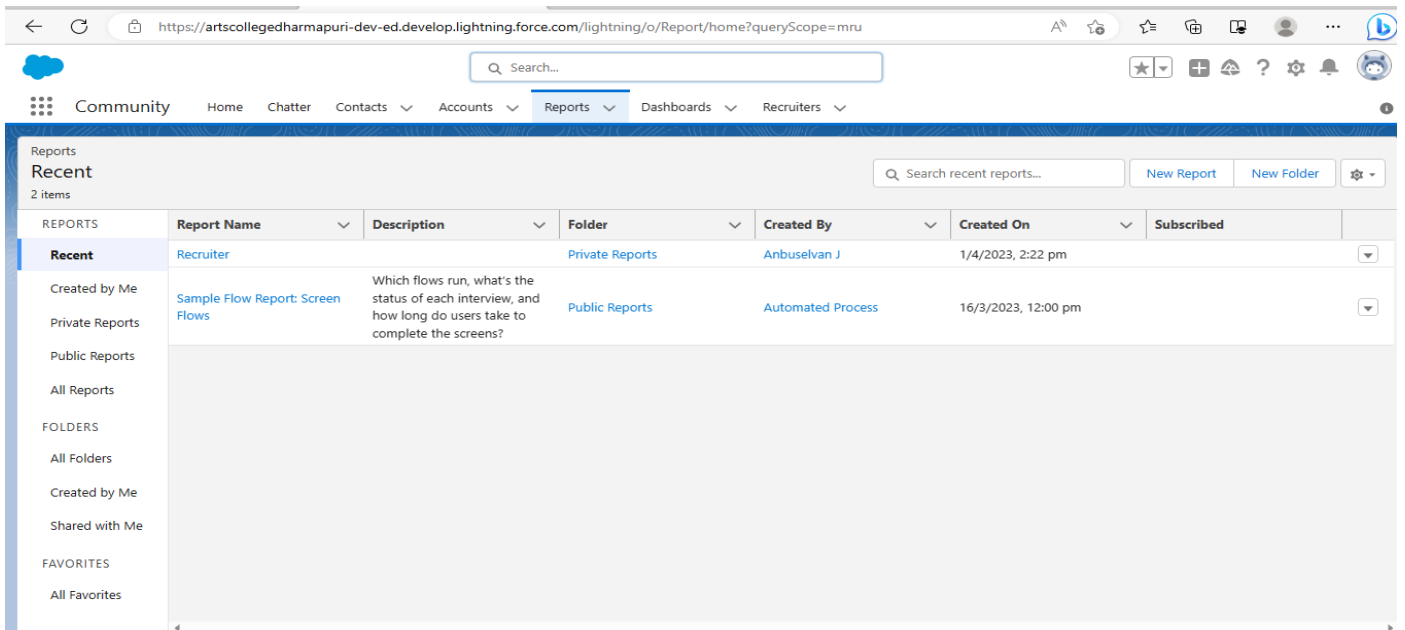 https://artscollegedharmapuri-dev-ed.develop.lightning.force.com/lightning/o/Report/home?queryScope=mru
Search...
Community Home Chatter Contacts Accounts Reports Dashboards Recruiters
Reports
Recent
2 items
Search recent reports...
New Report New Folder
REPORTS Report Name Description Folder Created By Created On Subscribed
Recent Recruiter Private Reports Anbuselvan J 1/4/2023, 2:22 pm
Created by Me
Private Reports
Public Reports
All Reports
FOLDERS
All Folders
Created by Me
Shared with Me
FAVORITES
All Favorites
Sample Flow Report: Screen
Flows
Which flows run, what's the
status of each interview, and
how long do users take to
complete the screens?
Public Reports Automated Process 16/3/2023, 12:00 pm